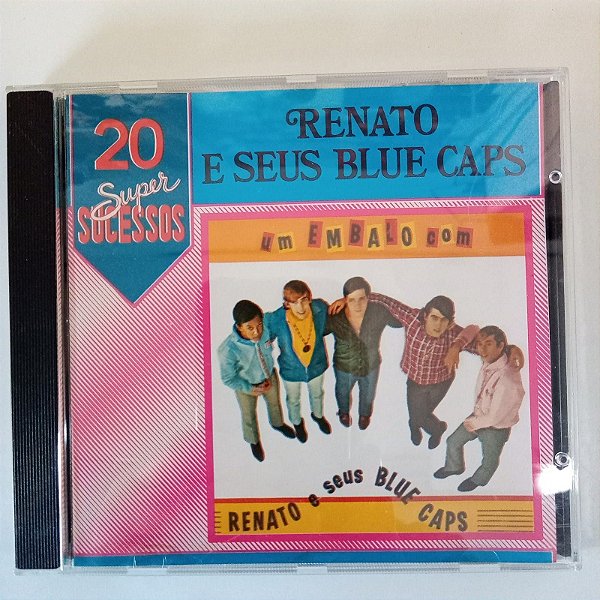 20
Super
SUCESSOS
RENATO
E SEUS BLUE CAPS
um EMBALO com
RENATO e seus BLUE CAPS